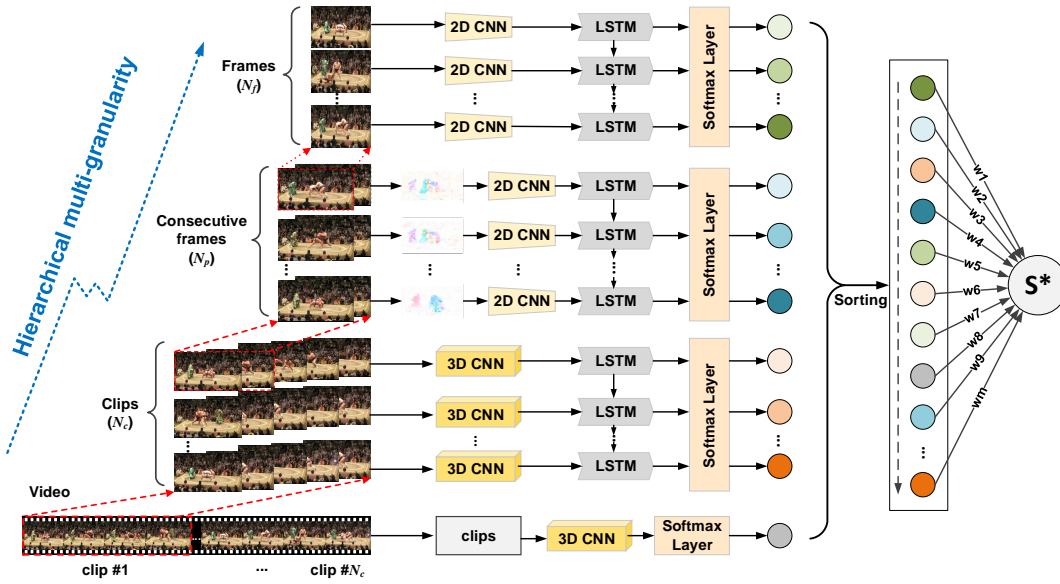 Hierarchical multi-granularity
Frames
(Nf)
2D CNN
LSTM
2D CNN
LSTM
...
...
...
2D CNN
LSTM
Softmax Layer
Consecutive
frames
(Np)
2D CNN
LSTM
2D CNN
LSTM
...
...
...
...
2D CNN
LSTM
Softmax Layer
Clips
(Nc)
3D CNN
LSTM
3D CNN
LSTM
...
...
...
3D CNN
LSTM
Softmax Layer
Video
...
clips
3D CNN
Softmax
Layer
clip #1
...
clip #Nc
Sorting
w1
w2
w3
w4
w5
w6
w7
w8
w9
wm
...
S*